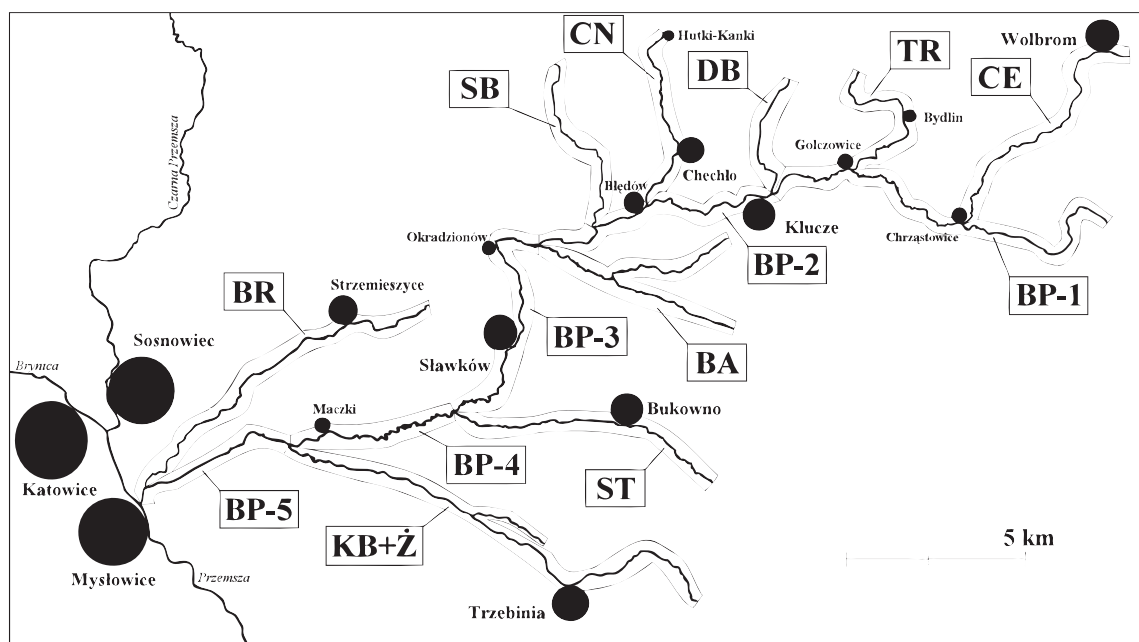 CN
Hutki-Kanki
Wolbrom
DB
TR
SB
CE
Bydlin
Czarna Przemsza
Golczowice
Chechło
Błędów
Klucze
Chrząstowice
Okradzionów
BP-2
BR
Strzemieszyce
BP-1
Sosnowiec
BP-3
BA
Brynica
Sławków
Maczki
Bukowno
BP-4
ST
Katowice
BP-5
KB+Ż
5 km
Mysłowice
Przemsza
Trzebinia